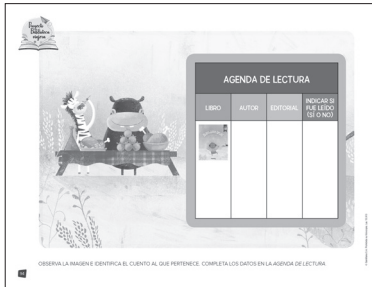 Proyecto
Biblioteca
AGENDA DE LECTURA
LIBRO
AUTOR
EDITORIAL
INDICAR SI
FUE LEÍDO
(SÍ O NO)
OBSERVA LA IMAGEN E IDENTIFICA EL CUENTO AL QUE PERTENECE. COMPLETA LOS DATOS EN LA AGENDA DE LECTURA